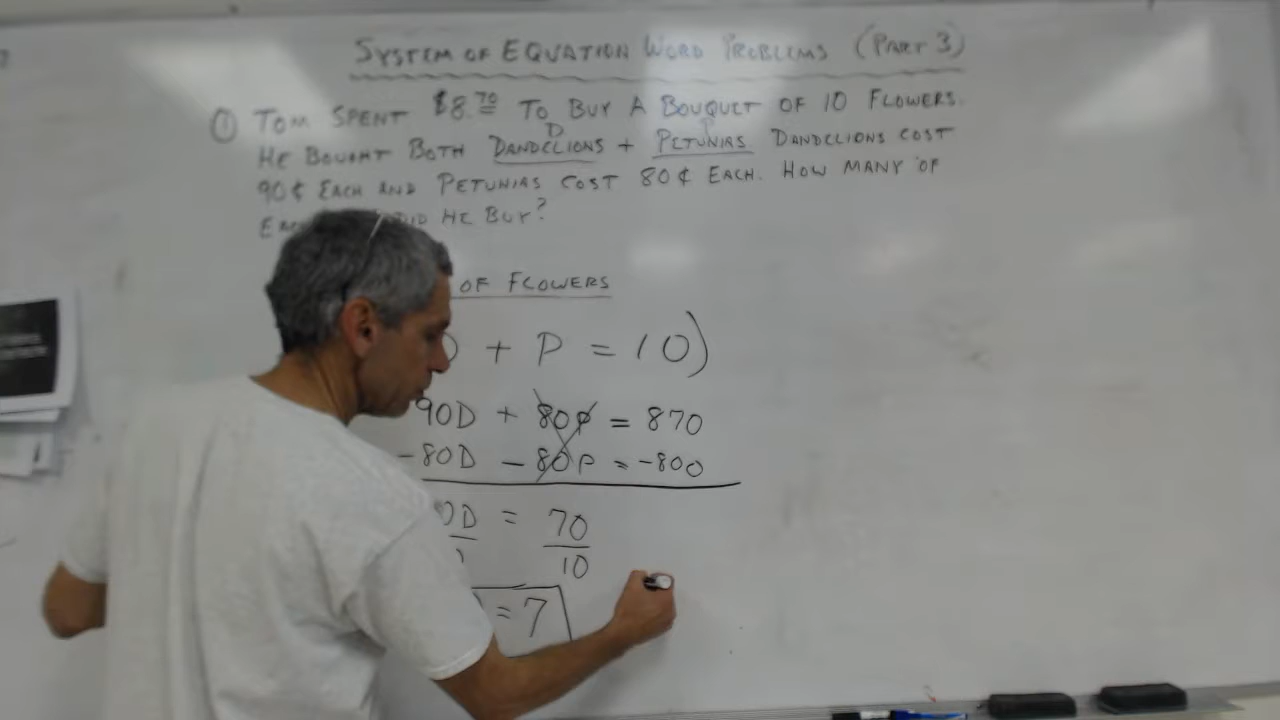 SYSTEM OF EQUATION WORD PROBLEMS (PART 3)
① TOM SPENT $8.70 TO BUY A BOUQUET OF 10 FLOWERS.
D P
HE BOUGHT BOTH DANDELIONS + PETUNIAS DANDELIONS COST
90¢ EACH AND PETUNIAS COST 80¢ EACH. HOW MANY OF
DID HE BUY?
OF FLOWERS
+ P = 10)
90D + 80P = 870
-80D - 80P = -800
0D = 70
10
= 7